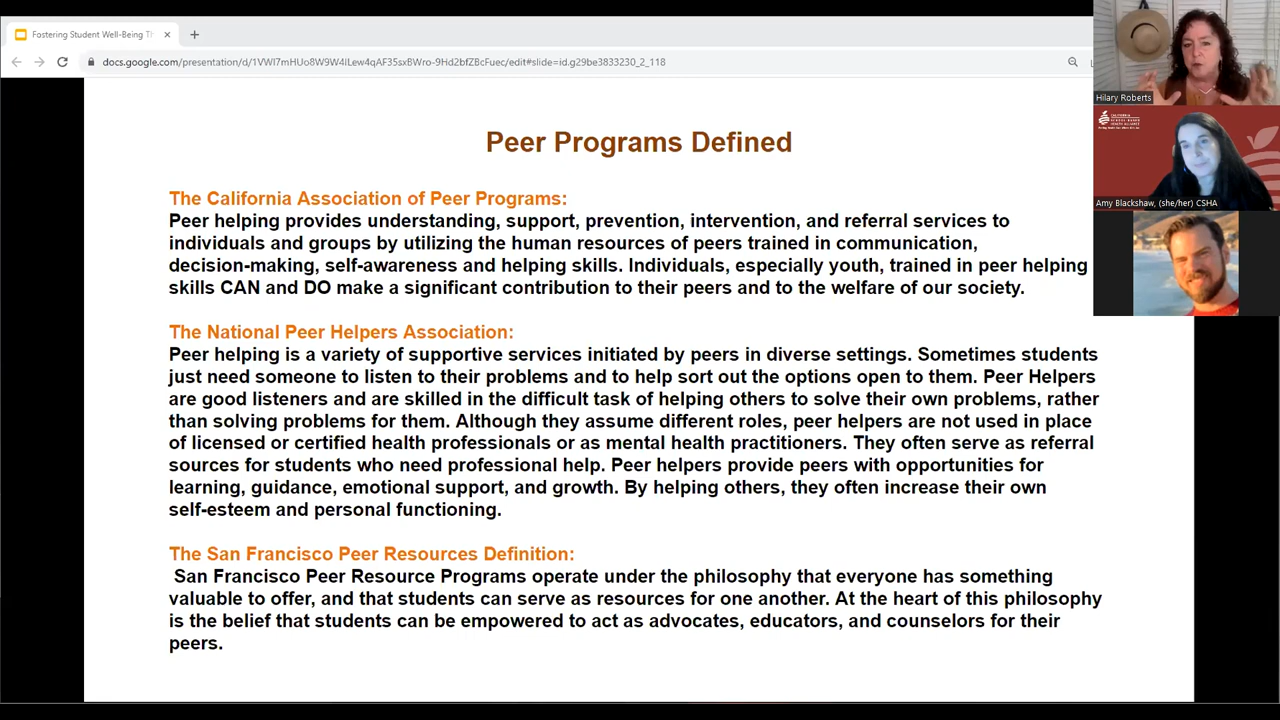 Fostering Student Well-Being Th
docs.google.com/presentation/d/1VWI7mHUo8W9W4ILew4qAF35sxBWro-9Hd2bfZBcFuec/edit#slide=id.g29be3833230_2_118
Peer Programs Defined
The California Association of Peer Programs:
Peer helping provides understanding, support, prevention, intervention, and referral services to
individuals and groups by utilizing the human resources of peers trained in communication,
decision-making, self-awareness and helping skills. Individuals, especially youth, trained in peer helping
skills CAN and DO make a significant contribution to their peers and to the welfare of our society.
The National Peer Helpers Association:
Peer helping is a variety of supportive services initiated by peers in diverse settings. Sometimes students
just need someone to listen to their problems and to help sort out the options open to them. Peer Helpers
are good listeners and are skilled in the difficult task of helping others to solve their own problems, rather
than solving problems for them. Although they assume different roles, peer helpers are not used in place
of licensed or certified health professionals or as mental health practitioners. They often serve as referral
sources for students who need professional help. Peer helpers provide peers with opportunities for
learning, guidance, emotional support, and growth. By helping others, they often increase their own
self-esteem and personal functioning.
The San Francisco Peer Resources Definition:
San Francisco Peer Resource Programs operate under the philosophy that everyone has something
valuable to offer, and that students can serve as resources for one another. At the heart of this philosophy
is the belief that students can be empowered to act as advocates, educators, and counselors for their
peers.
Hilary Roberts
CALIFORNIA
SCHOOL-BASED
HEALTH ALLIANCE
Amy Blackshaw, (she/her) CSHA